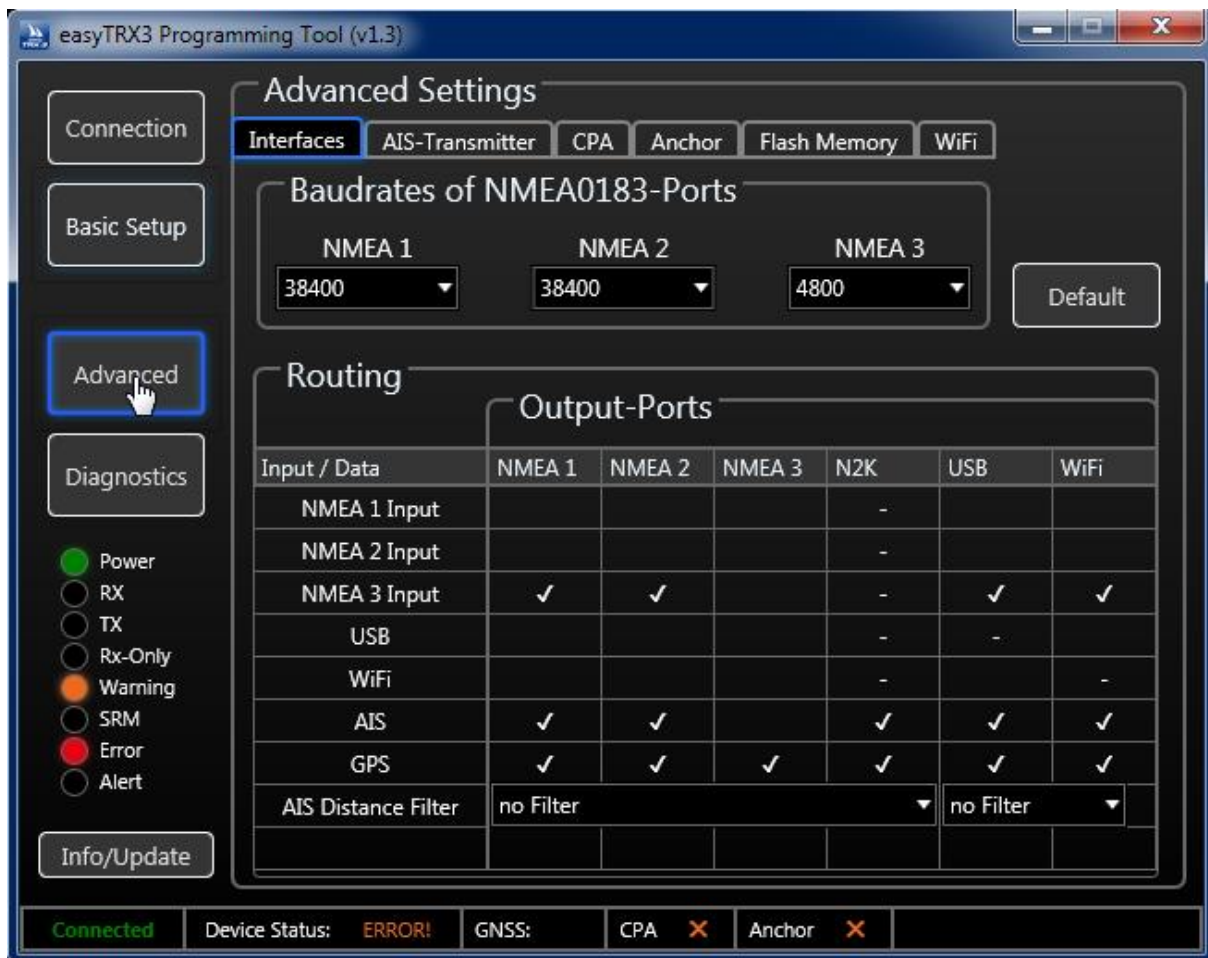 easyTRX3 Programming Tool (v1.3)
Connection
Basic Setup
Advanced
Diagnostics
Power
RX
TX
Rx-Only
Warning
SRM
Error
Alert
Info/Update
Advanced Settings
Interfaces AIS-Transmitter CPA Anchor Flash Memory WiFi
Baudrates of NMEA0183-Ports
NMEA 1 NMEA 2 NMEA 3
38400 38400 4800
Default
Routing
Output-Ports
Input / Data NMEA 1 NMEA 2 NMEA 3 N2K USB WiFi
NMEA 1 Input -
NMEA 2 Input -
NMEA 3 Input ✓ ✓ - ✓ ✓
USB - -
WiFi - -
AIS ✓ ✓ ✓ ✓ ✓
GPS ✓ ✓ ✓ ✓ ✓ ✓
AIS Distance Filter no Filter no Filter
Connected Device Status: ERROR! GNSS: CPA ✕ Anchor ✕